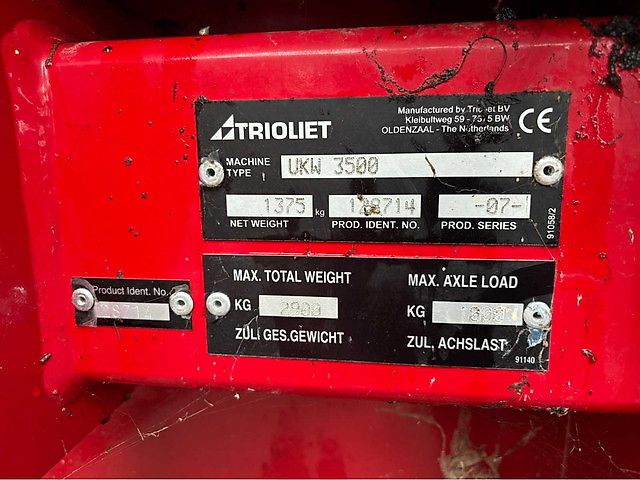 TRIOLIET
Manufactured by Trioliet BV
Kleibultweg 59 - 7575 BW
OLDENZAAL - The Netherlands
CE
MACHINE TYPE UKW 3500
1375 kg
-07-
NET WEIGHT PROD. IDENT. NO. PROD. SERIES
91058/2
Product Ident. No.
MAX. TOTAL WEIGHT MAX. AXLE LOAD
KG 2900 KG
ZUL. GES.GEWICHT ZUL. ACHSLAST
91140